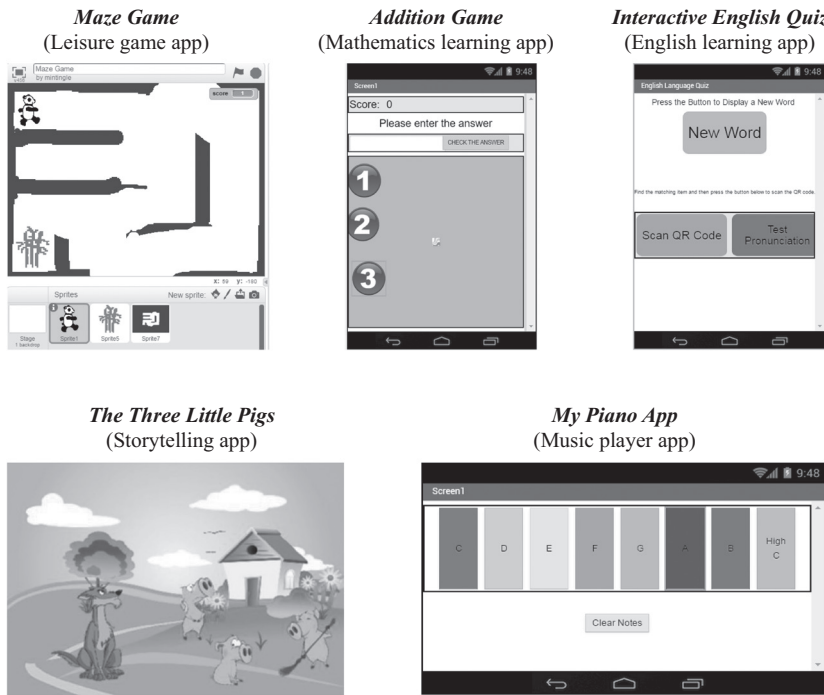 Maze Game
(Leisure game app)
Maze Game
by mintingle
score 1
x: 59 y: -180
Sprites
New sprite:
Stage
1 backdrop
Sprite1
Sprite5
Sprite7
Addition Game
(Mathematics learning app)
9:48
Screen1
Score: 0
Please enter the answer
CHECK THE ANSWER
1
2
3
Interactive English Quiz
(English learning app)
9:48
English Language Quiz
Press the Button to Display a New Word
New Word
Find the matching item and then press the button below to scan the QR code.
Scan QR Code
Test
Pronunciation
The Three Little Pigs
(Storytelling app)
My Piano App
(Music player app)
9:48
Screen1
C
D
E
F
G
A
B
High
C
Clear Notes